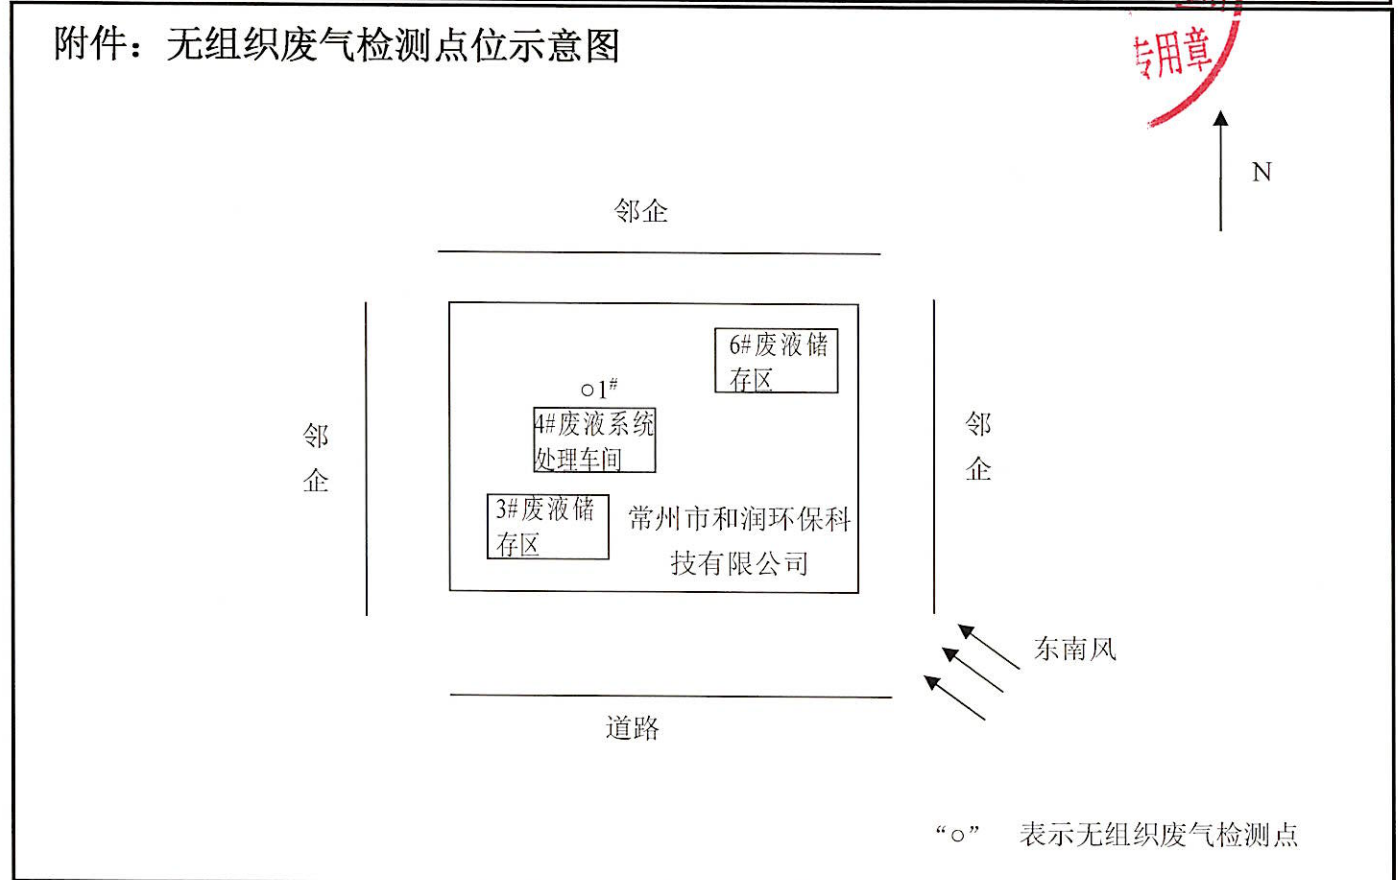 附件：无组织废气检测点位示意图
专用章
N
邻企
6#废液储
存区
○1#
4#废液系统
处理车间
邻
企
邻
企
3#废液储
存区
常州市和润环保科
技有限公司
东南风
道路
“○” 表示无组织废气检测点